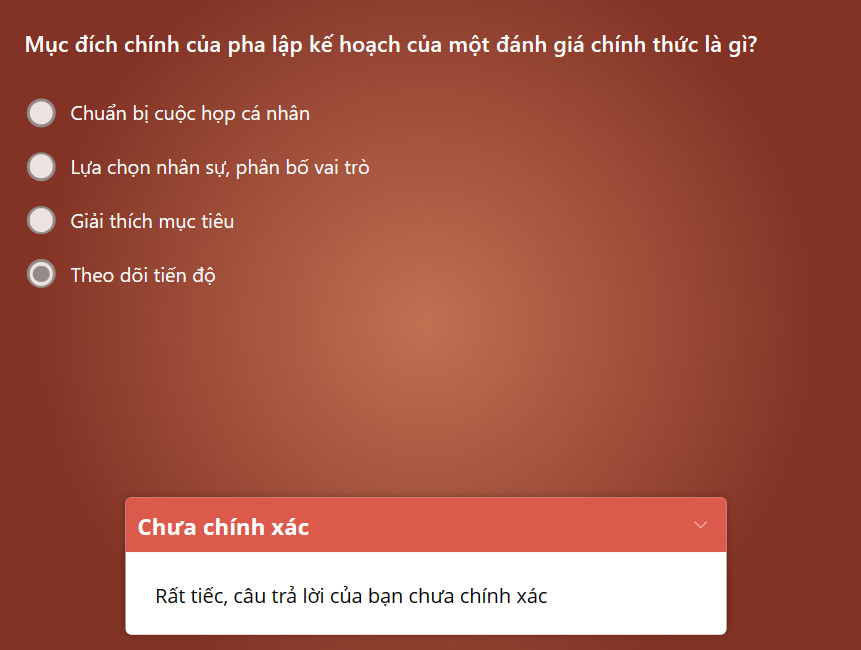 Mục đích chính của pha lập kế hoạch của một đánh giá chính thức là gì?
Chuẩn bị cuộc họp cá nhân
Lựa chọn nhân sự, phân bố vai trò
Giải thích mục tiêu
Theo dõi tiến độ
Chưa chính xác
Rất tiếc, câu trả lời của bạn chưa chính xác